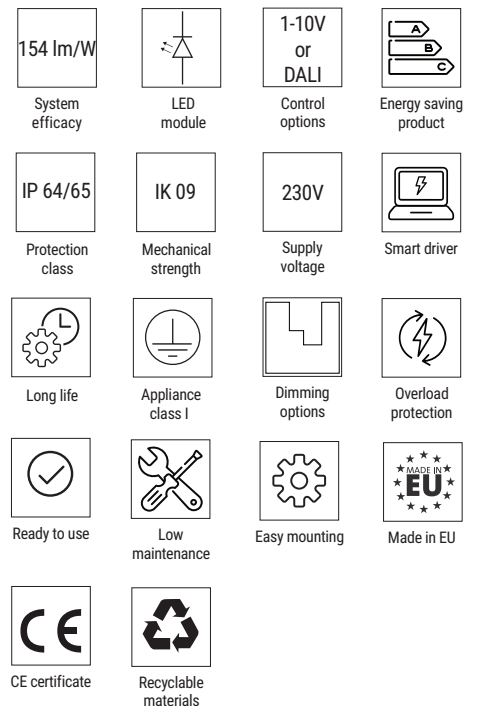 154 lm/W
System
efficacy
LED
module
1-10V
or
DALI
Control
options
A
B
C
Energy saving
product
IP 64/65
Protection
class
IK 09
Mechanical
strength
230V
Supply
voltage
Smart driver
Long life
Appliance
class I
Dimming
options
Overload
protection
Ready to use
Low
maintenance
Easy mounting
MADE IN
EU
Made in EU
CE
CE certificate
Recyclable
materials